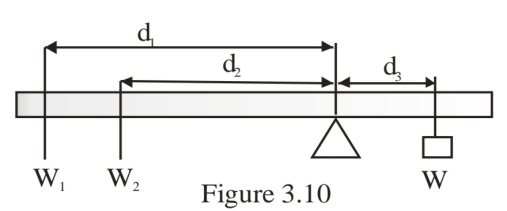 d₁
d₂ d₃
W₁ W₂ W
Figure 3.10